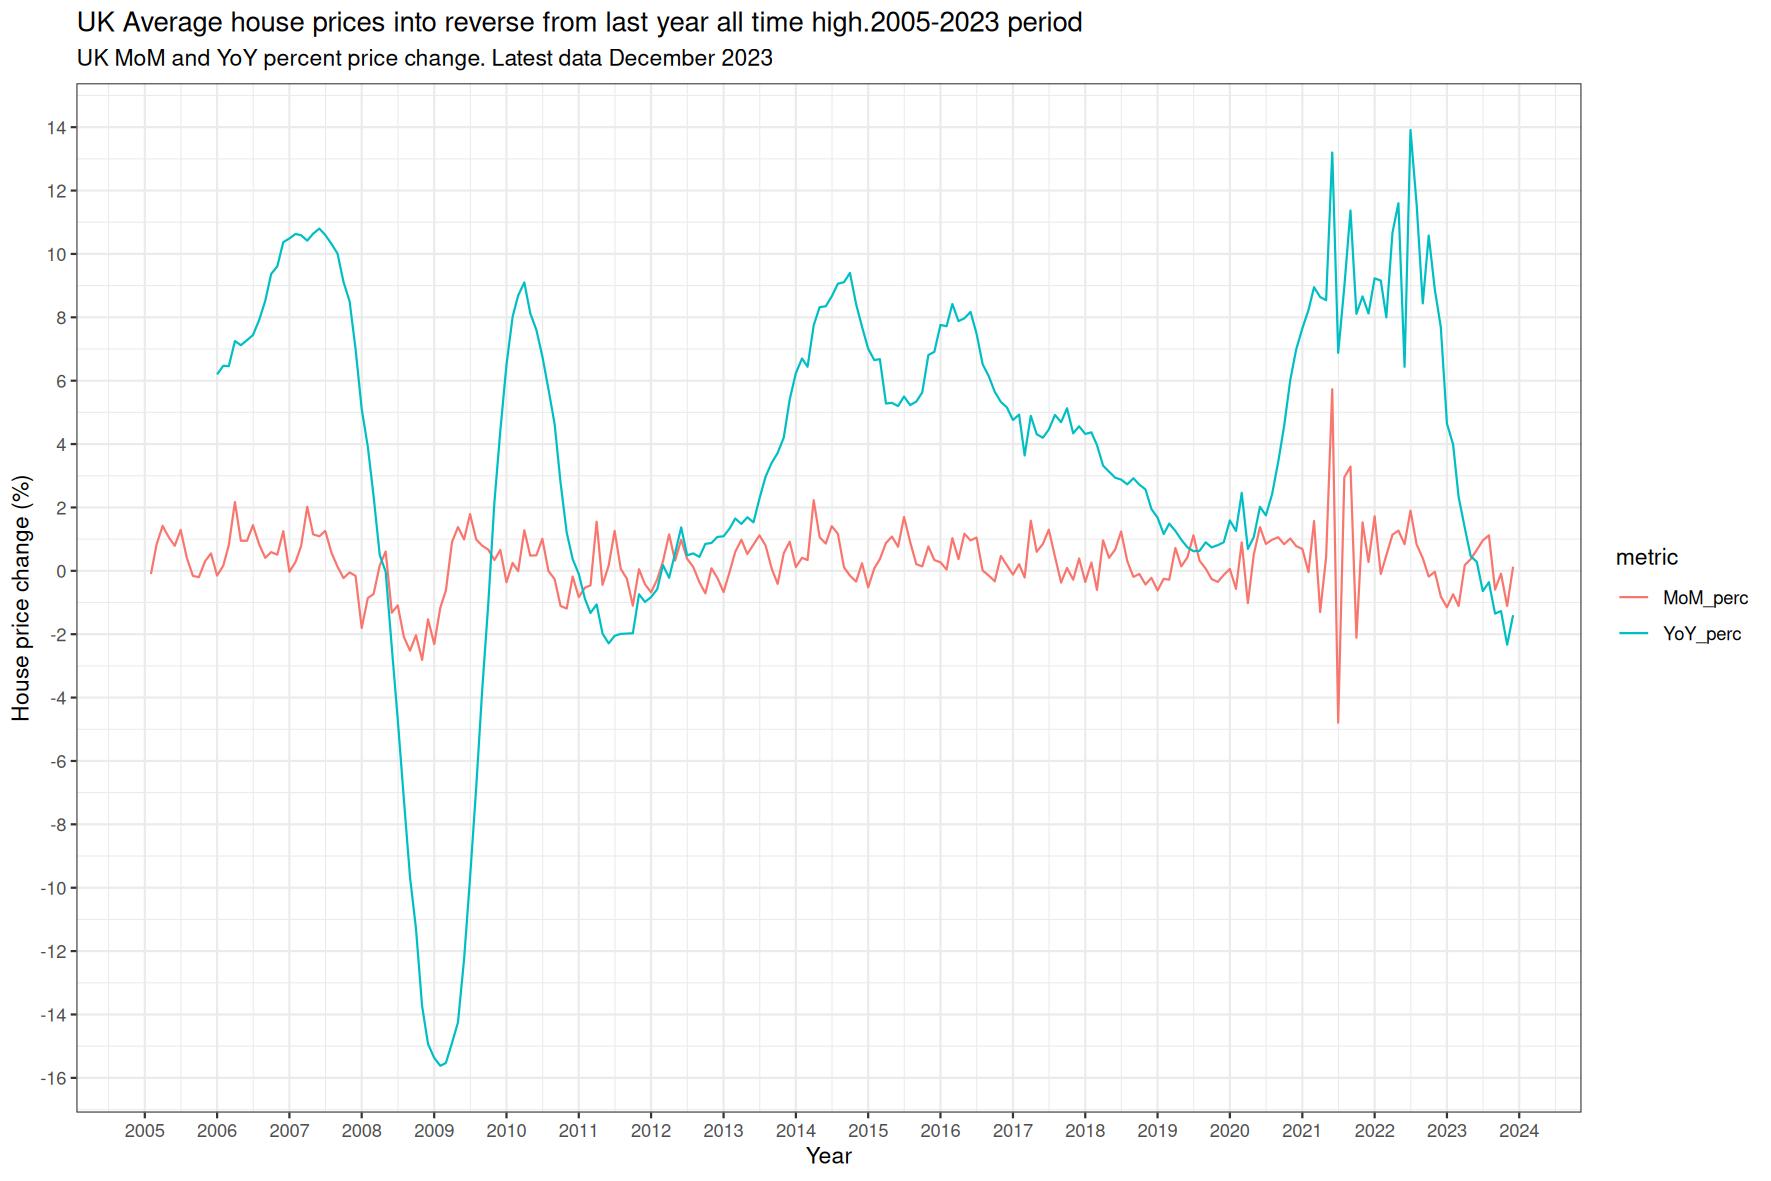 UK Average house prices into reverse from last year all time high.2005-2023 period
UK MoM and YoY percent price change. Latest data December 2023
House price change (%)
14
12
10
8
6
4
2
0
-2
-4
-6
-8
-10
-12
-14
-16
2005 2006 2007 2008 2009 2010 2011 2012 2013 2014 2015 2016 2017 2018 2019 2020 2021 2022 2023 2024
Year
metric
MoM_perc
YoY_perc